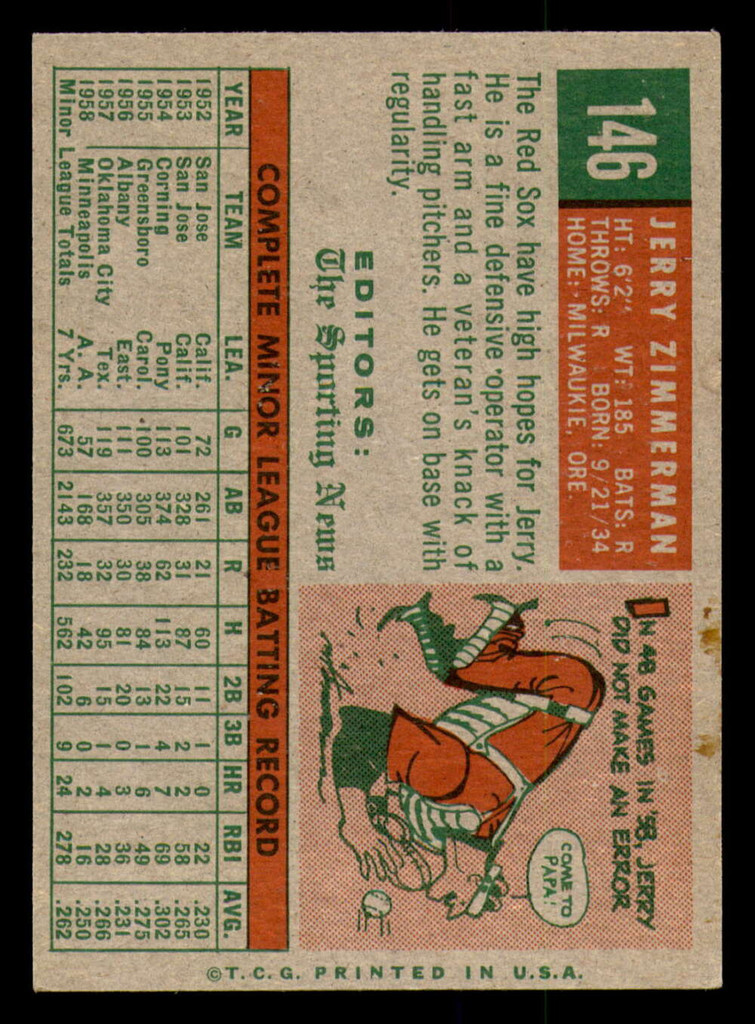 146
JERRY ZIMMERMAN
HT: 6'2" WT: 185 BATS: R
THROWS: R BORN: 9/21/34
HOME: MILWAUKIE, ORE.
The Red Sox have high hopes for Jerry.
He is a fine defensive operator with a
fast arm and a veteran's knack of
handling pitchers. He gets on base with
regularity.
EDITORS:
The Sporting News
IN 48 GAMES IN '58, JERRY
DID NOT MAKE AN ERROR
COME TO
PAPA!
COMPLETE MINOR LEAGUE BATTING RECORD
YEAR TEAM LEA. G AB R H 2B 3B HR RBI AVG.
1952 San Jose Calif. 72 261 21 60 11 1 0 22 .230
1953 San Jose Calif. 101 328 31 87 15 2 2 58 .265
1954 Corning Pony 113 374 62 113 22 4 7 69 .302
1955 Greensboro Carol. 100 305 38 84 13 1 6 49 .275
1956 Albany East. 111 350 30 81 20 0 3 36 .231
1957 Oklahoma City Tex. 119 357 32 95 15 1 4 28 .266
1958 Minneapolis A. A. 57 168 18 42 6 0 2 16 .250
Minor League Totals 7 Yrs. 673 2143 232 562 102 9 24 278 .262
©T.C.G. PRINTED IN U.S.A.